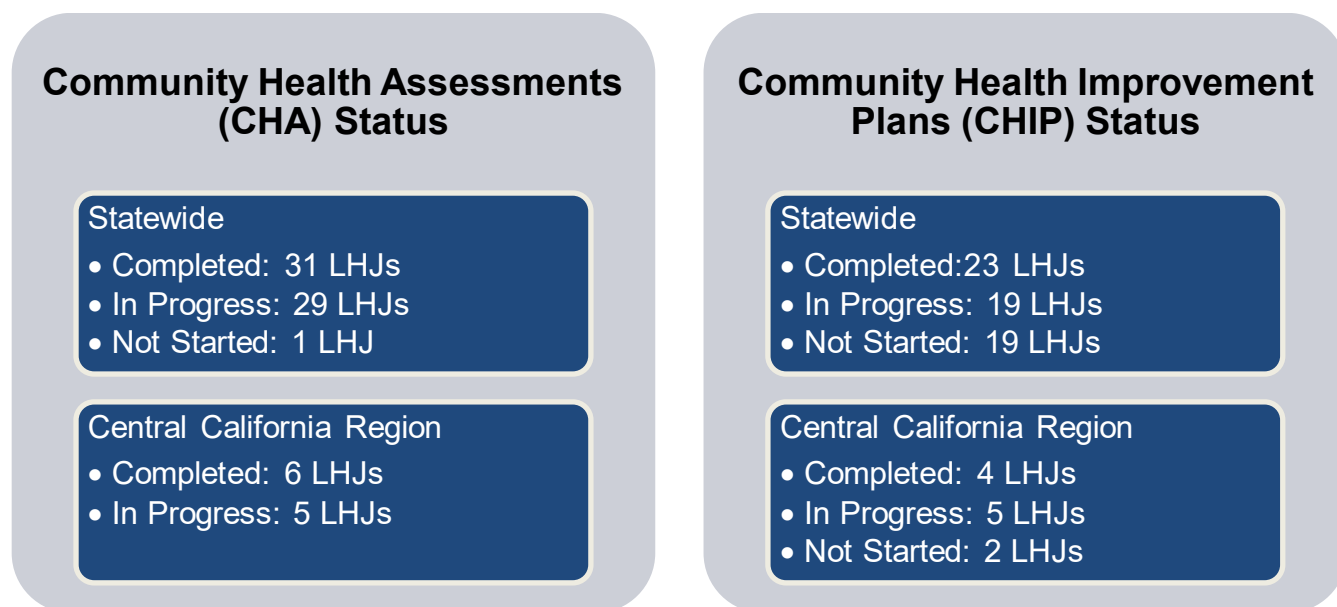 Community Health Assessments
(CHA) Status
Statewide
• Completed: 31 LHJs
• In Progress: 29 LHJs
• Not Started: 1 LHJ
Central California Region
• Completed: 6 LHJs
• In Progress: 5 LHJs
Community Health Improvement
Plans (CHIP) Status
Statewide
• Completed:23 LHJs
• In Progress: 19 LHJs
• Not Started: 19 LHJs
Central California Region
• Completed: 4 LHJs
• In Progress: 5 LHJs
• Not Started: 2 LHJs